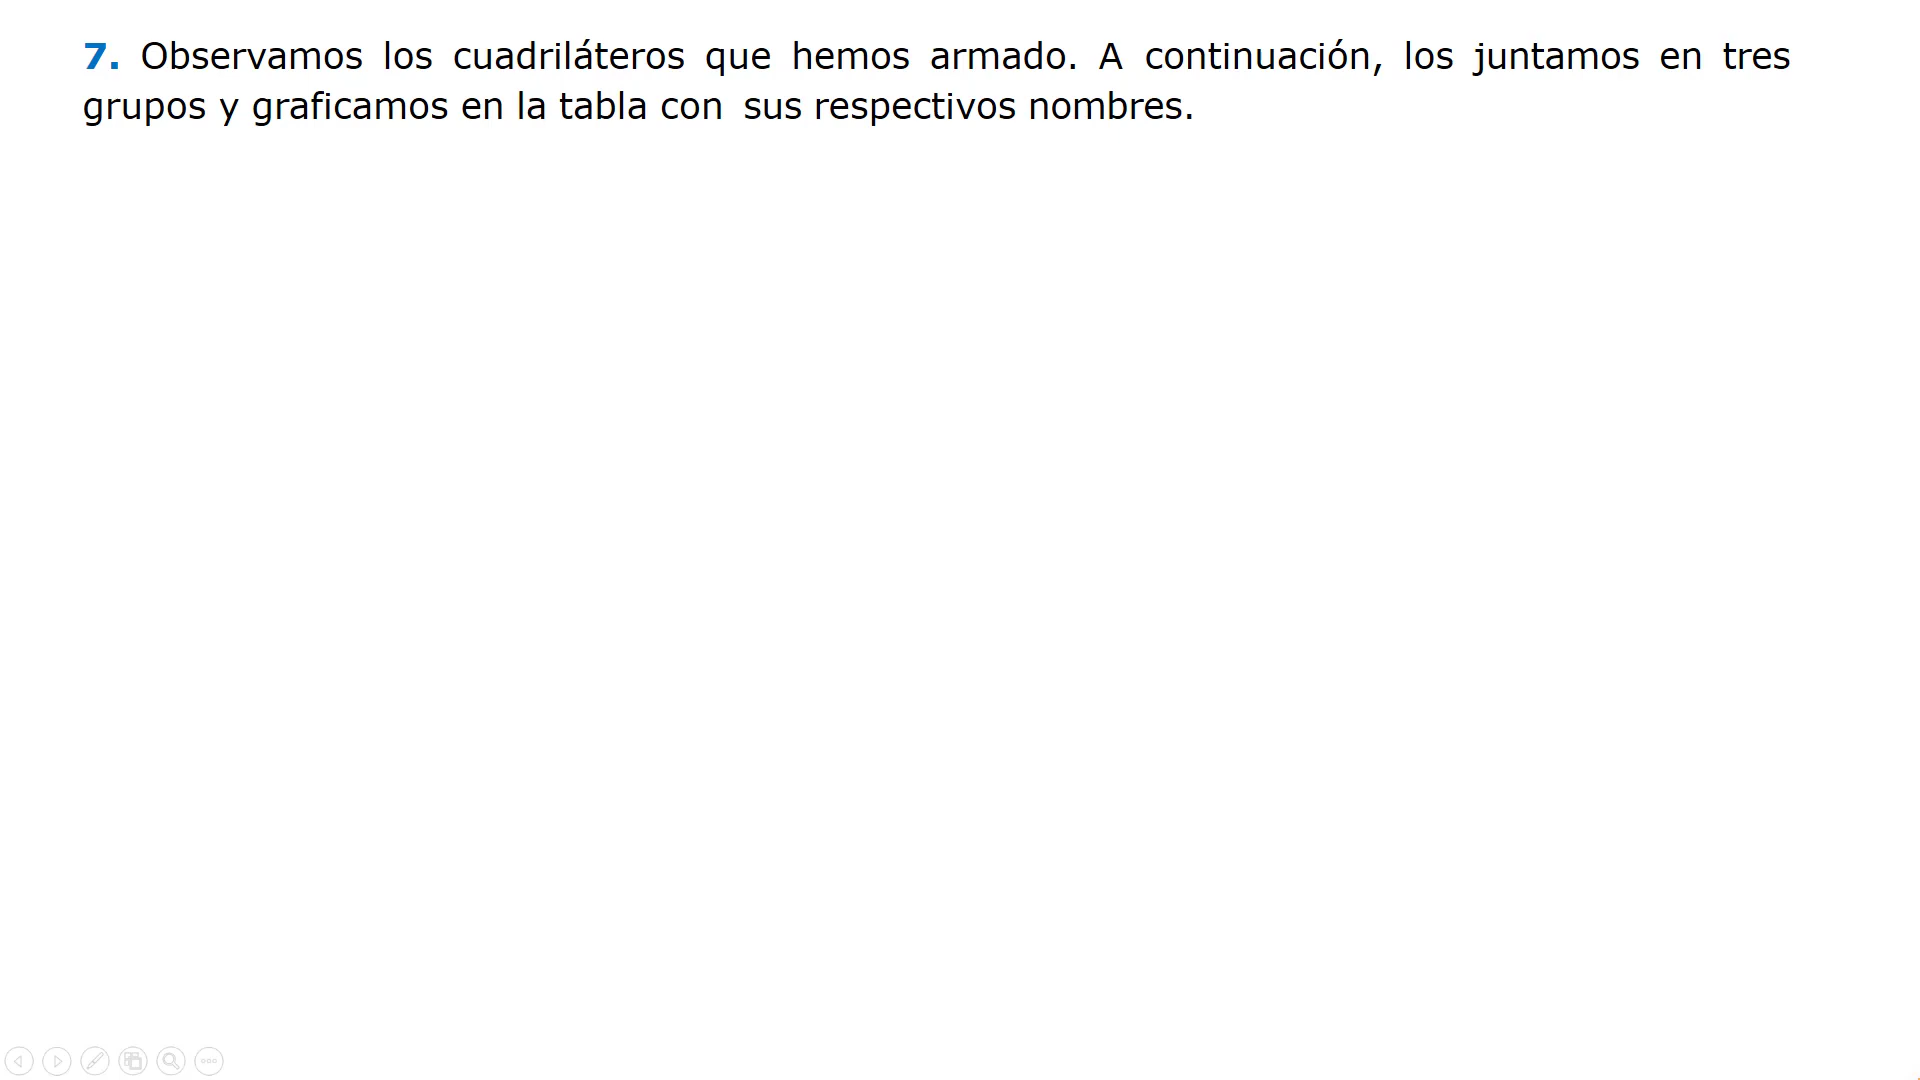 7. Observamos los cuadriláteros que hemos armado. A continuación, los juntamos en tres
grupos y graficamos en la tabla con sus respectivos nombres.